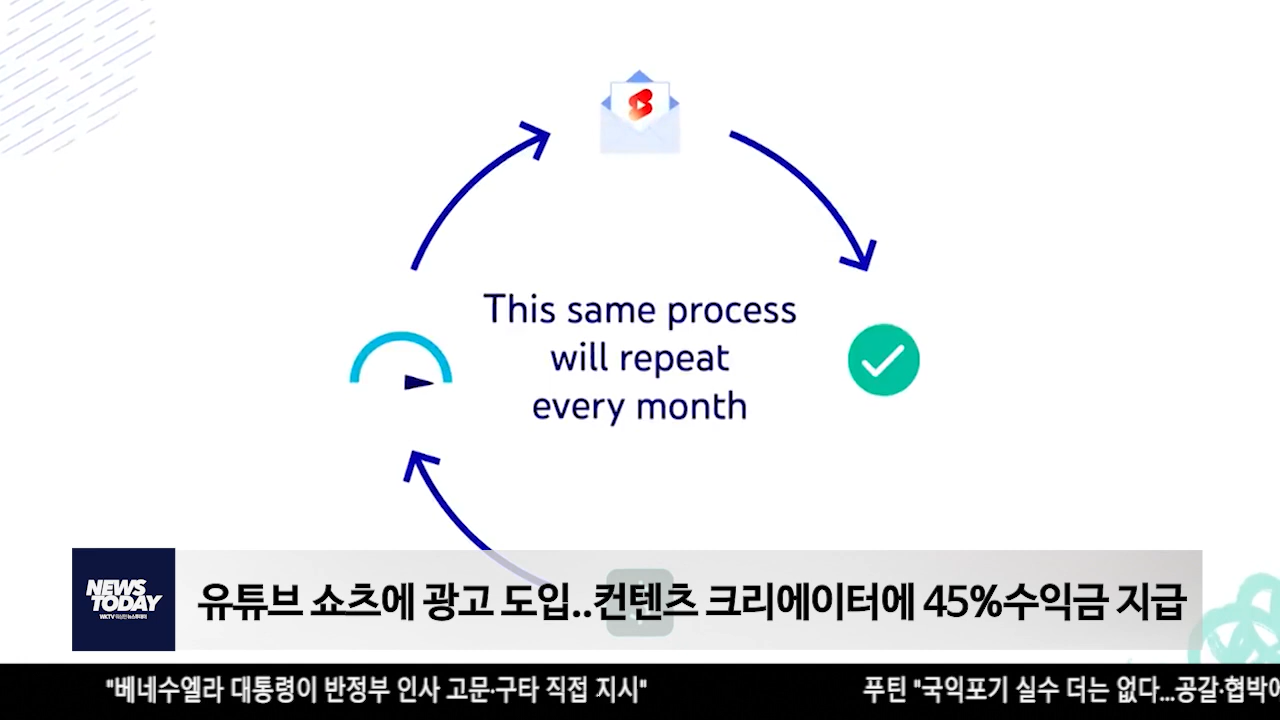 This same process
will repeat
every month
NEWS
TODAY
유튜브 쇼츠에 광고 도입..컨텐츠 크리에이터에 45%수익금 지급
"베네수엘라 대통령이 반정부 인사 고문·구타 직접 지시"
푸틴 "국익포기 실수 더는 없다...공갈·협박에